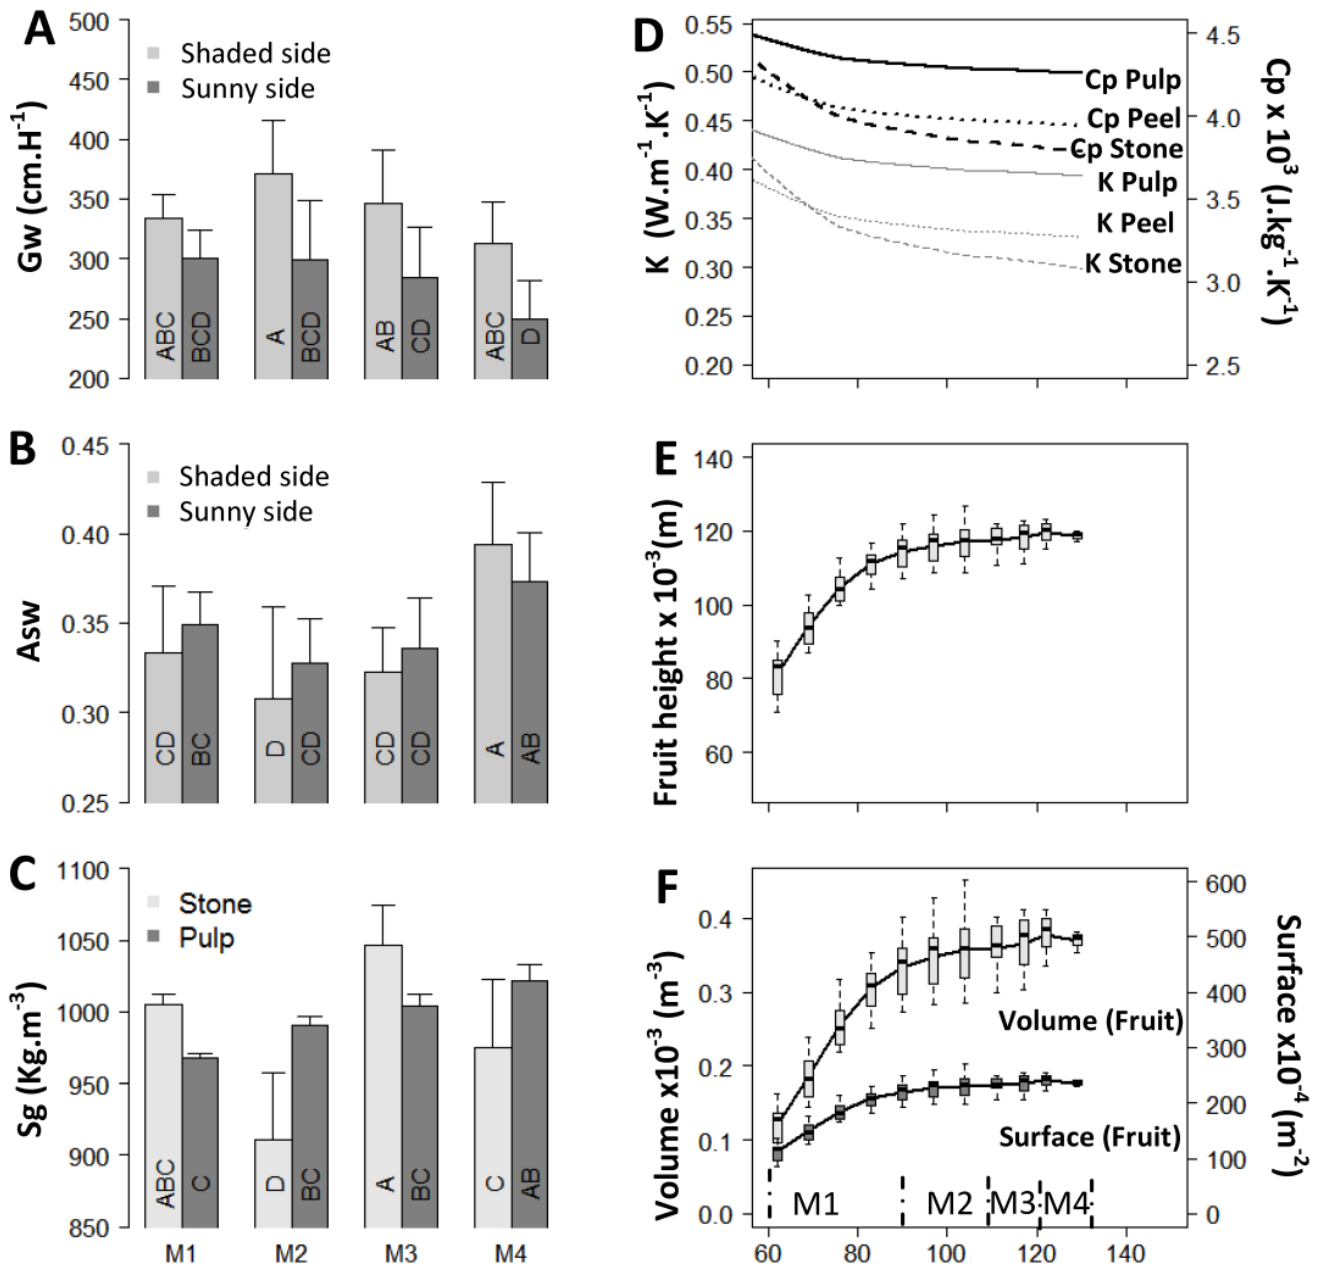 A
Gw (cm.H-1)
500
450
400
350
300
250
200
Shaded side
Sunny side
ABC
BCD
A
BCD
AB
CD
ABC
D
B
Asw
0.45
0.40
0.35
0.30
0.25
Shaded side
Sunny side
CD
BC
D
CD
CD
CD
A
AB
C
Sg (Kg.m-3)
1100
1050
1000
950
900
850
Stone
Pulp
ABC
C
D
BC
A
BC
C
AB
M1
M2
M3
M4
D
K (W.m-1.K-1)
0.55
0.50
0.45
0.40
0.35
0.30
0.25
0.20
Cp Pulp
Cp Peel
Cp Stone
K Pulp
K Peel
K Stone
4.5
4.0
3.5
3.0
2.5
Cp x 103 (J.kg-1.K-1)
E
Fruit height x 10-3 (m)
140
120
100
80
60
F
Volume x10-3 (m-3)
0.4
0.3
0.2
0.1
0.0
Volume (Fruit)
Surface (Fruit)
M1
M2
M3
M4
600
500
400
300
200
100
0
Surface x10-4 (m-2)
60
80
100
120
140